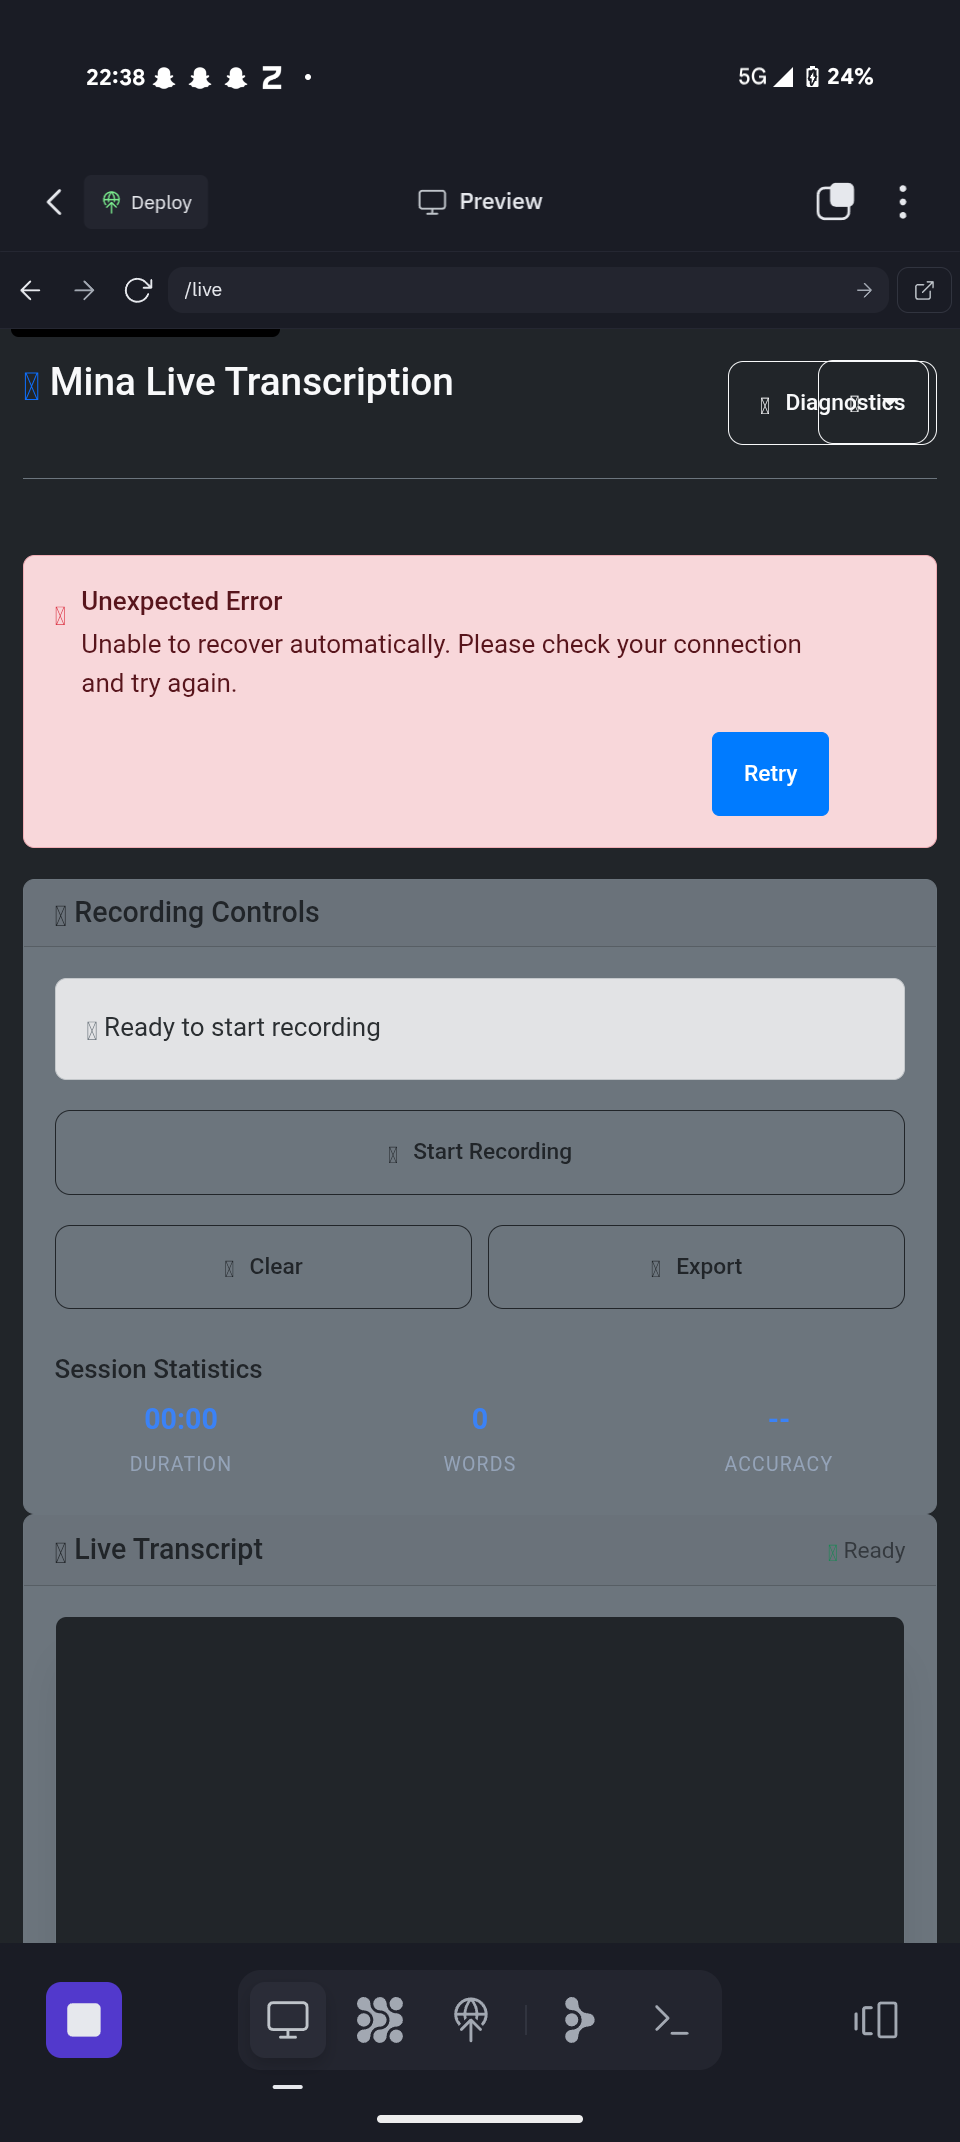 22:38
5G 24%
Deploy
Preview
/live
Mina Live Transcription
Diagnostics
Unexpected Error
Unable to recover automatically. Please check your connection
and try again.
Retry
Recording Controls
Ready to start recording
Start Recording
Clear
Export
Session Statistics
00:00 0 --
DURATION WORDS ACCURACY
Live Transcript
Ready